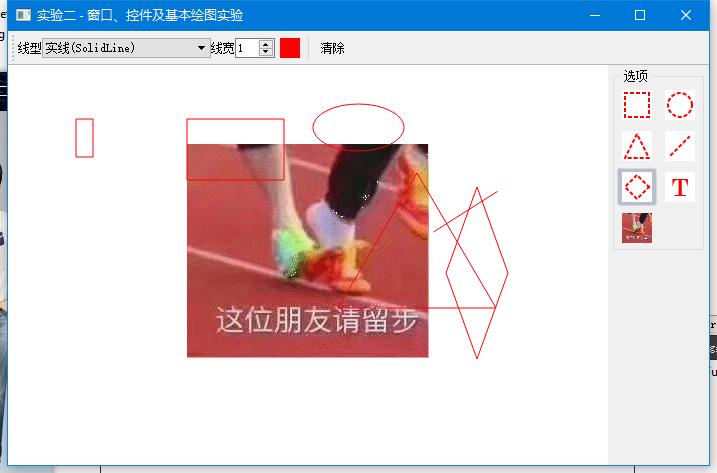 实验二 - 窗口、控件及基本绘图实验
线型 实线(SolidLine) 线宽 1 清除
选项
T
这位朋友请留步